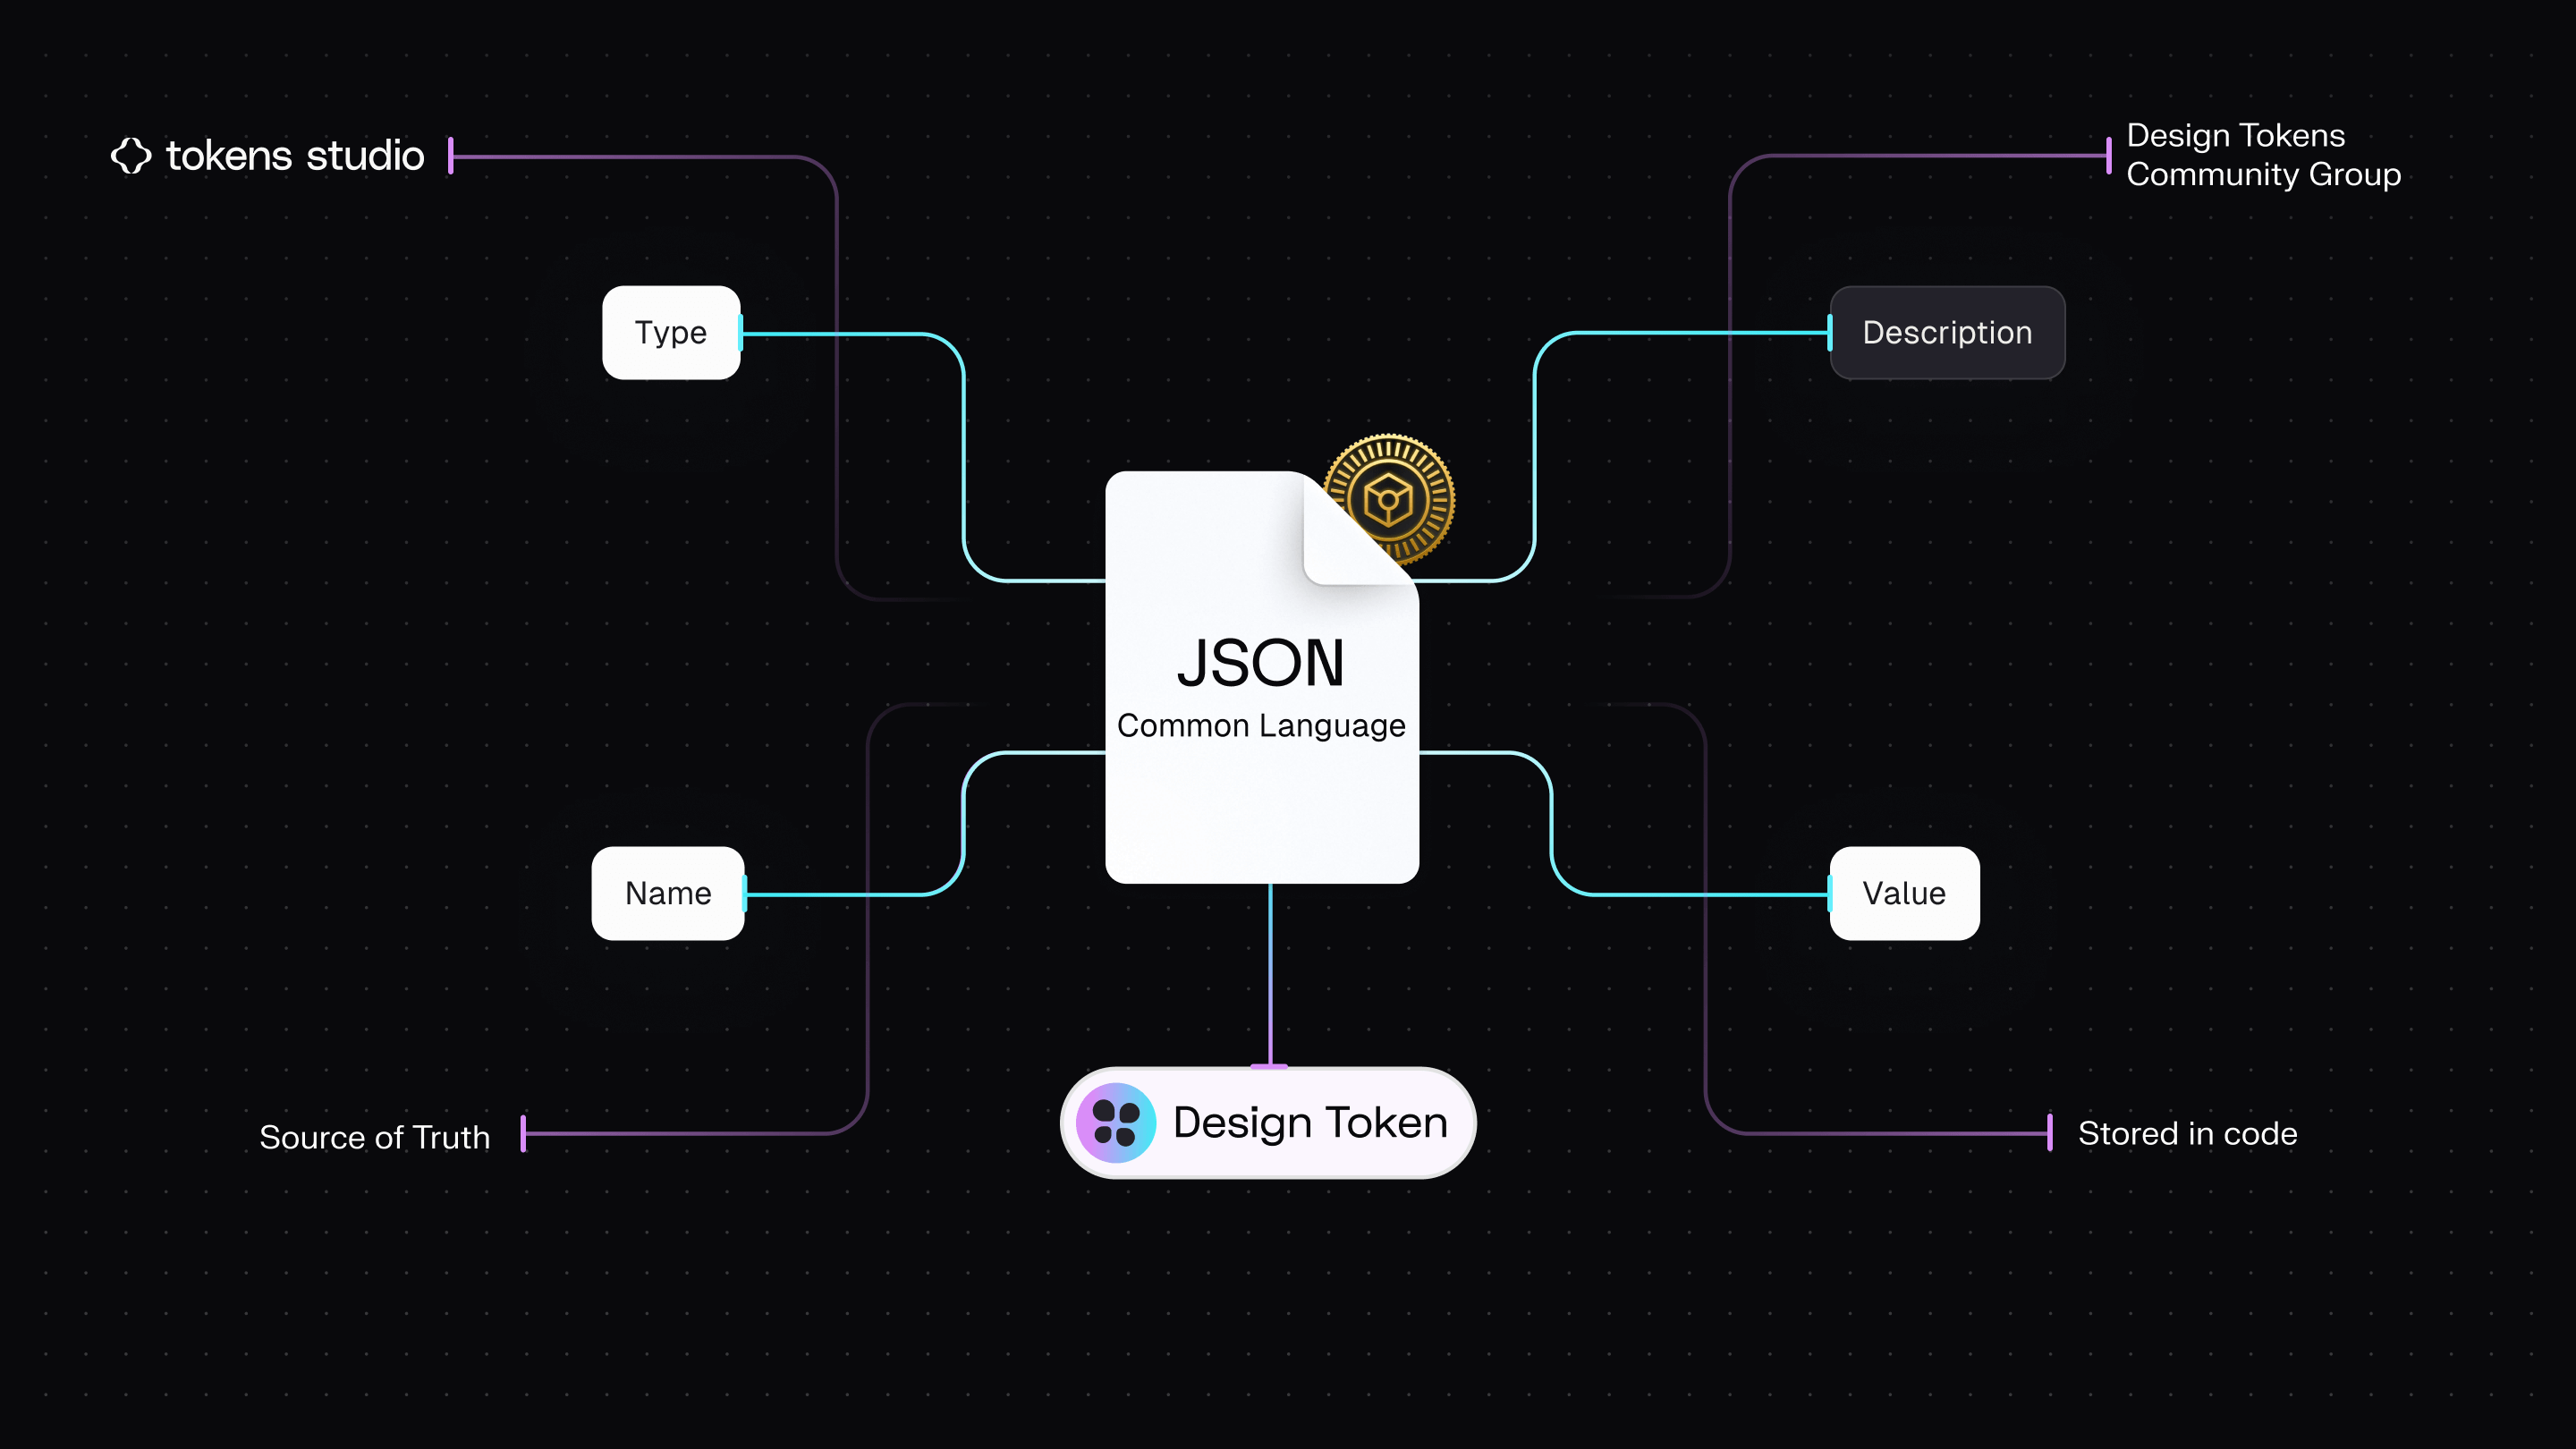 tokens studio
Design Tokens
Community Group
Type
Description
JSON
Common Language
Name
Value
Source of Truth
Design Token
Stored in code